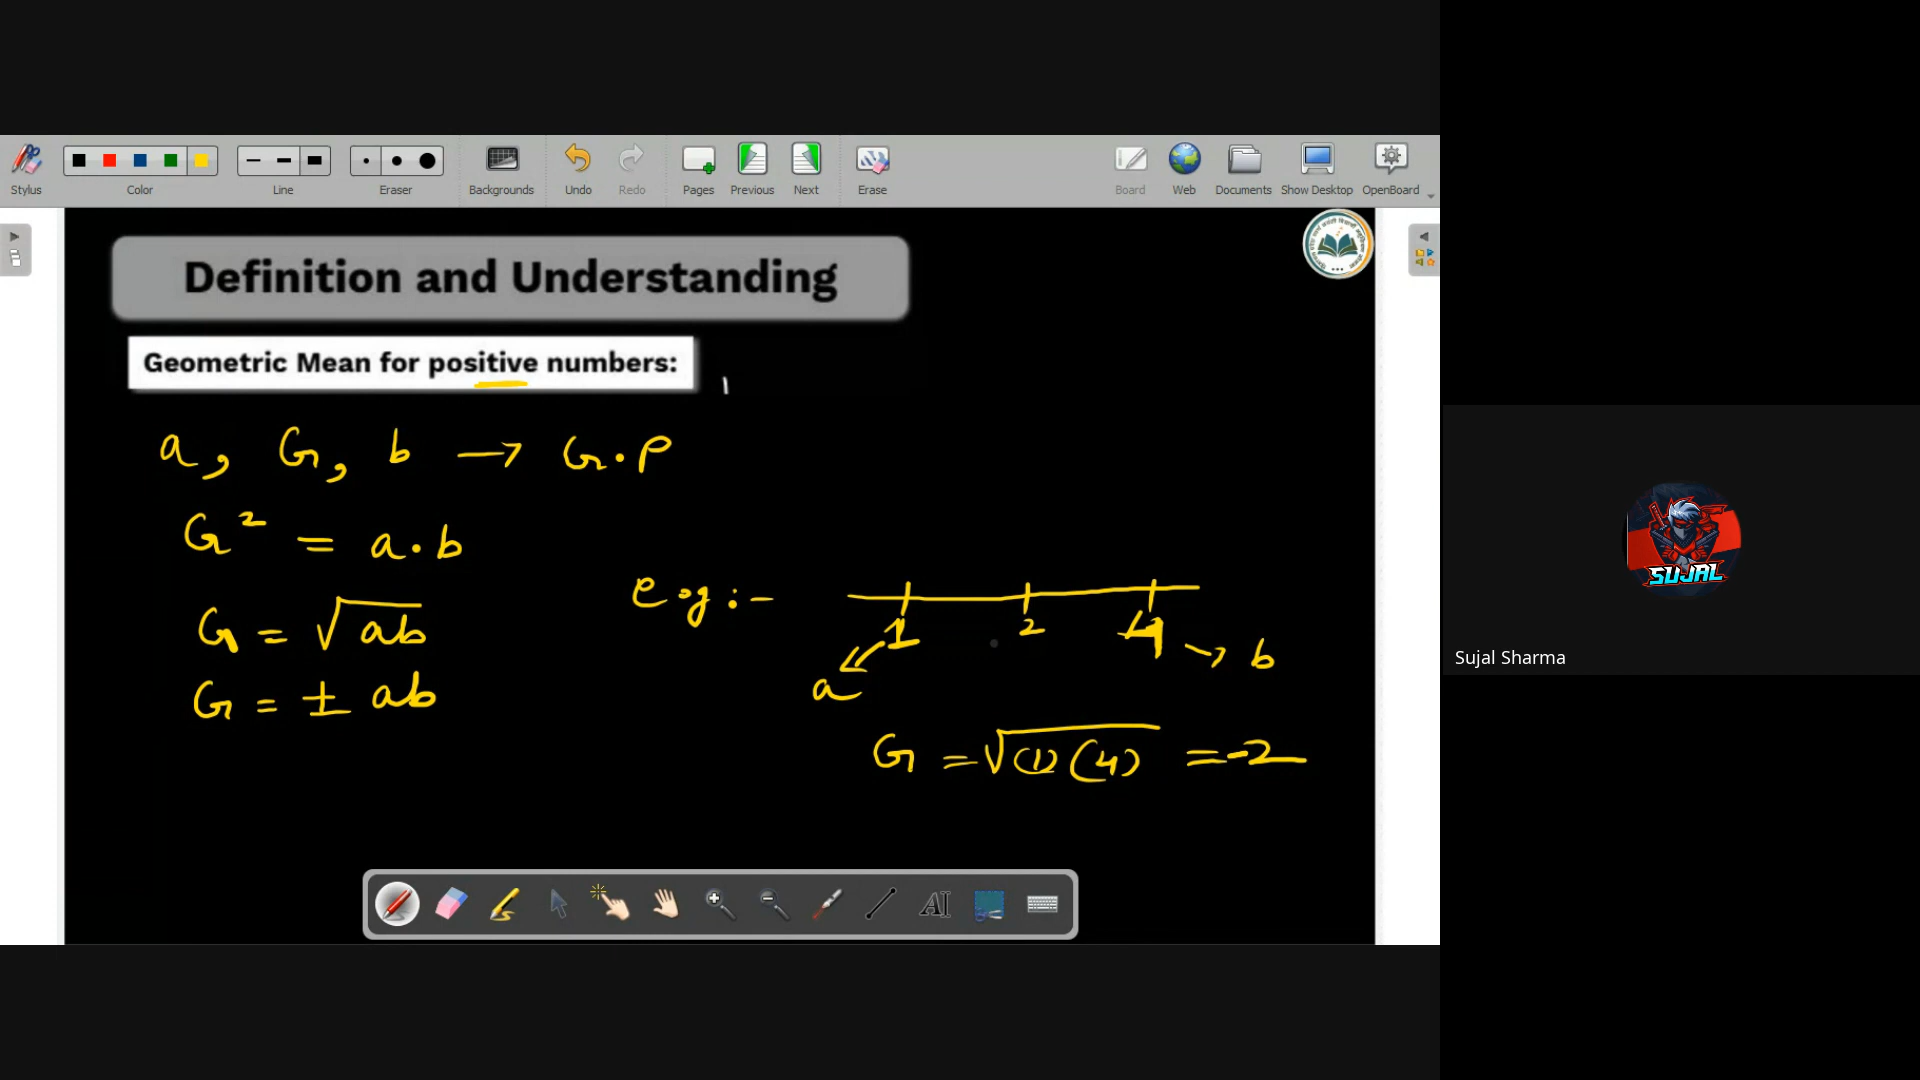 Stylus
Color
Line
Eraser
Backgrounds
Undo
Redo
Pages
Previous
Next
Erase
Board
Web
Documents
Show Desktop
OpenBoard
Definition and Understanding
Geometric Mean for positive numbers:
a, G, b → G.P
G² = a.b
G = √ab
G = ± ab
e.g :-
1 2 4
a
b
G = √(1)(4) = -2
AI
SUJAL
Sujal Sharma